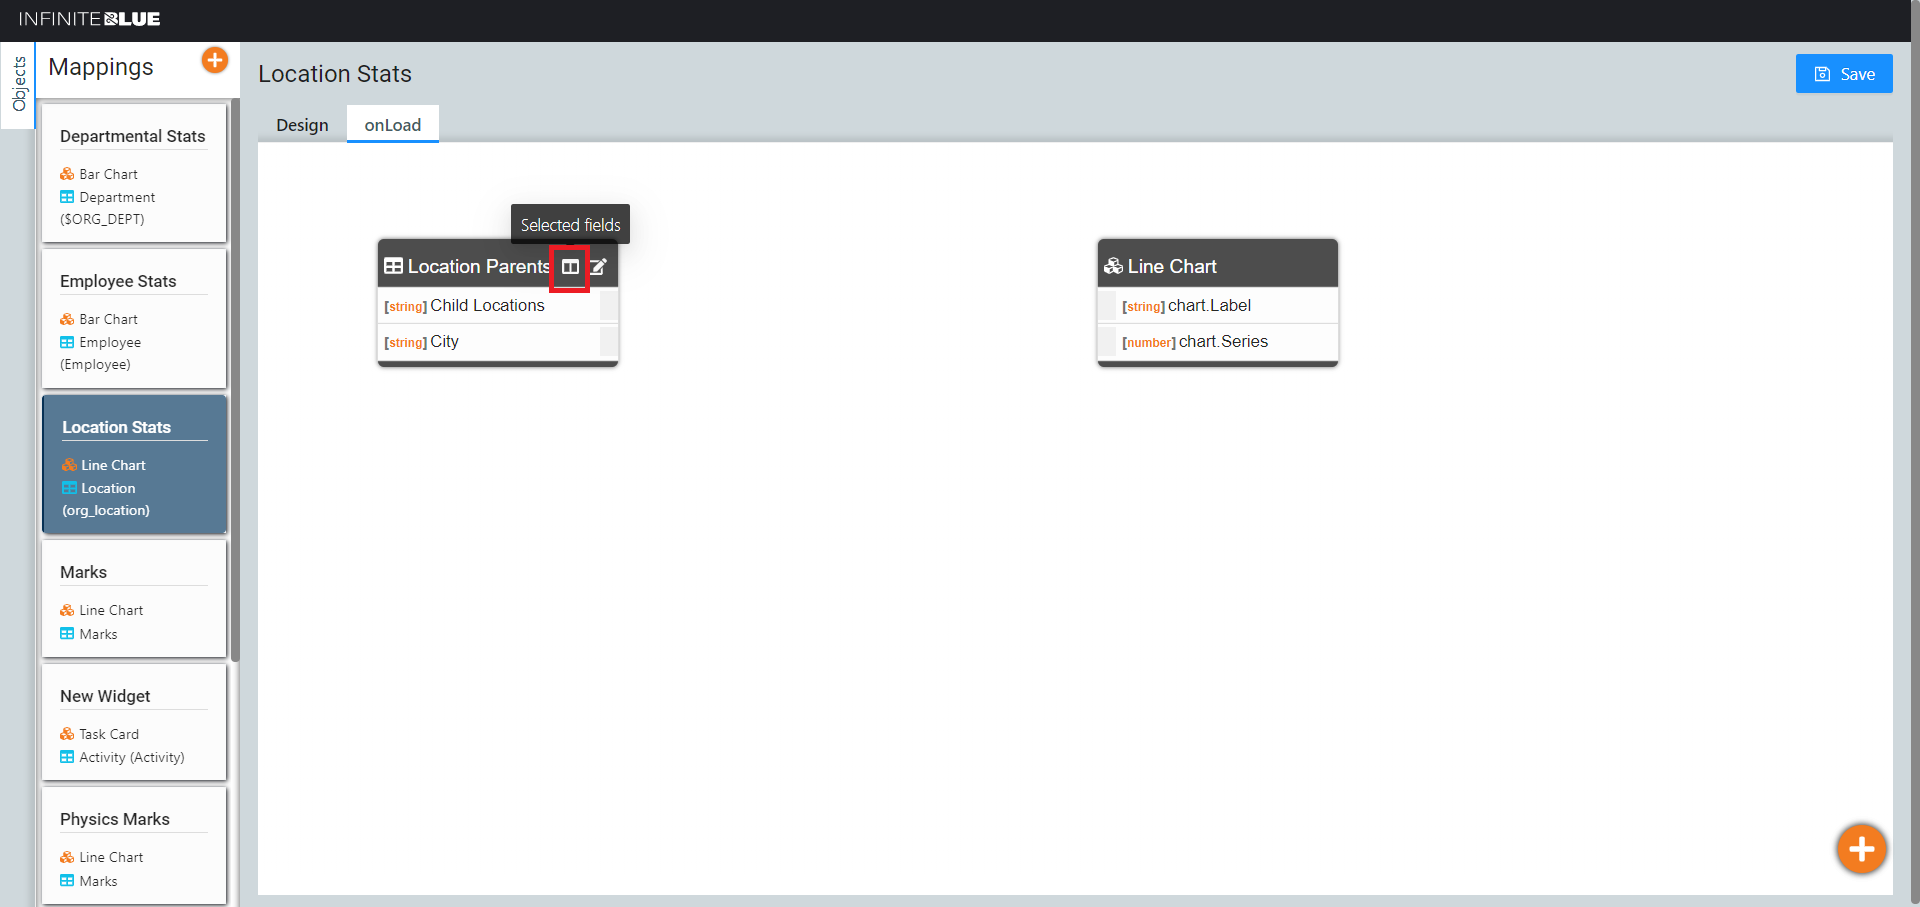 INFINITEBLUE
Objects
Mappings
Departmental Stats
Bar Chart
Department
($ORG_DEPT)
Employee Stats
Bar Chart
Employee
(Employee)
Location Stats
Line Chart
Location
(org_location)
Marks
Line Chart
Marks
New Widget
Task Card
Activity (Activity)
Physics Marks
Line Chart
Marks
Location Stats
Save
Design
onLoad
Selected fields
Location Parents
[string] Child Locations
[string] City
Line Chart
[string] chart.Label
[number] chart.Series